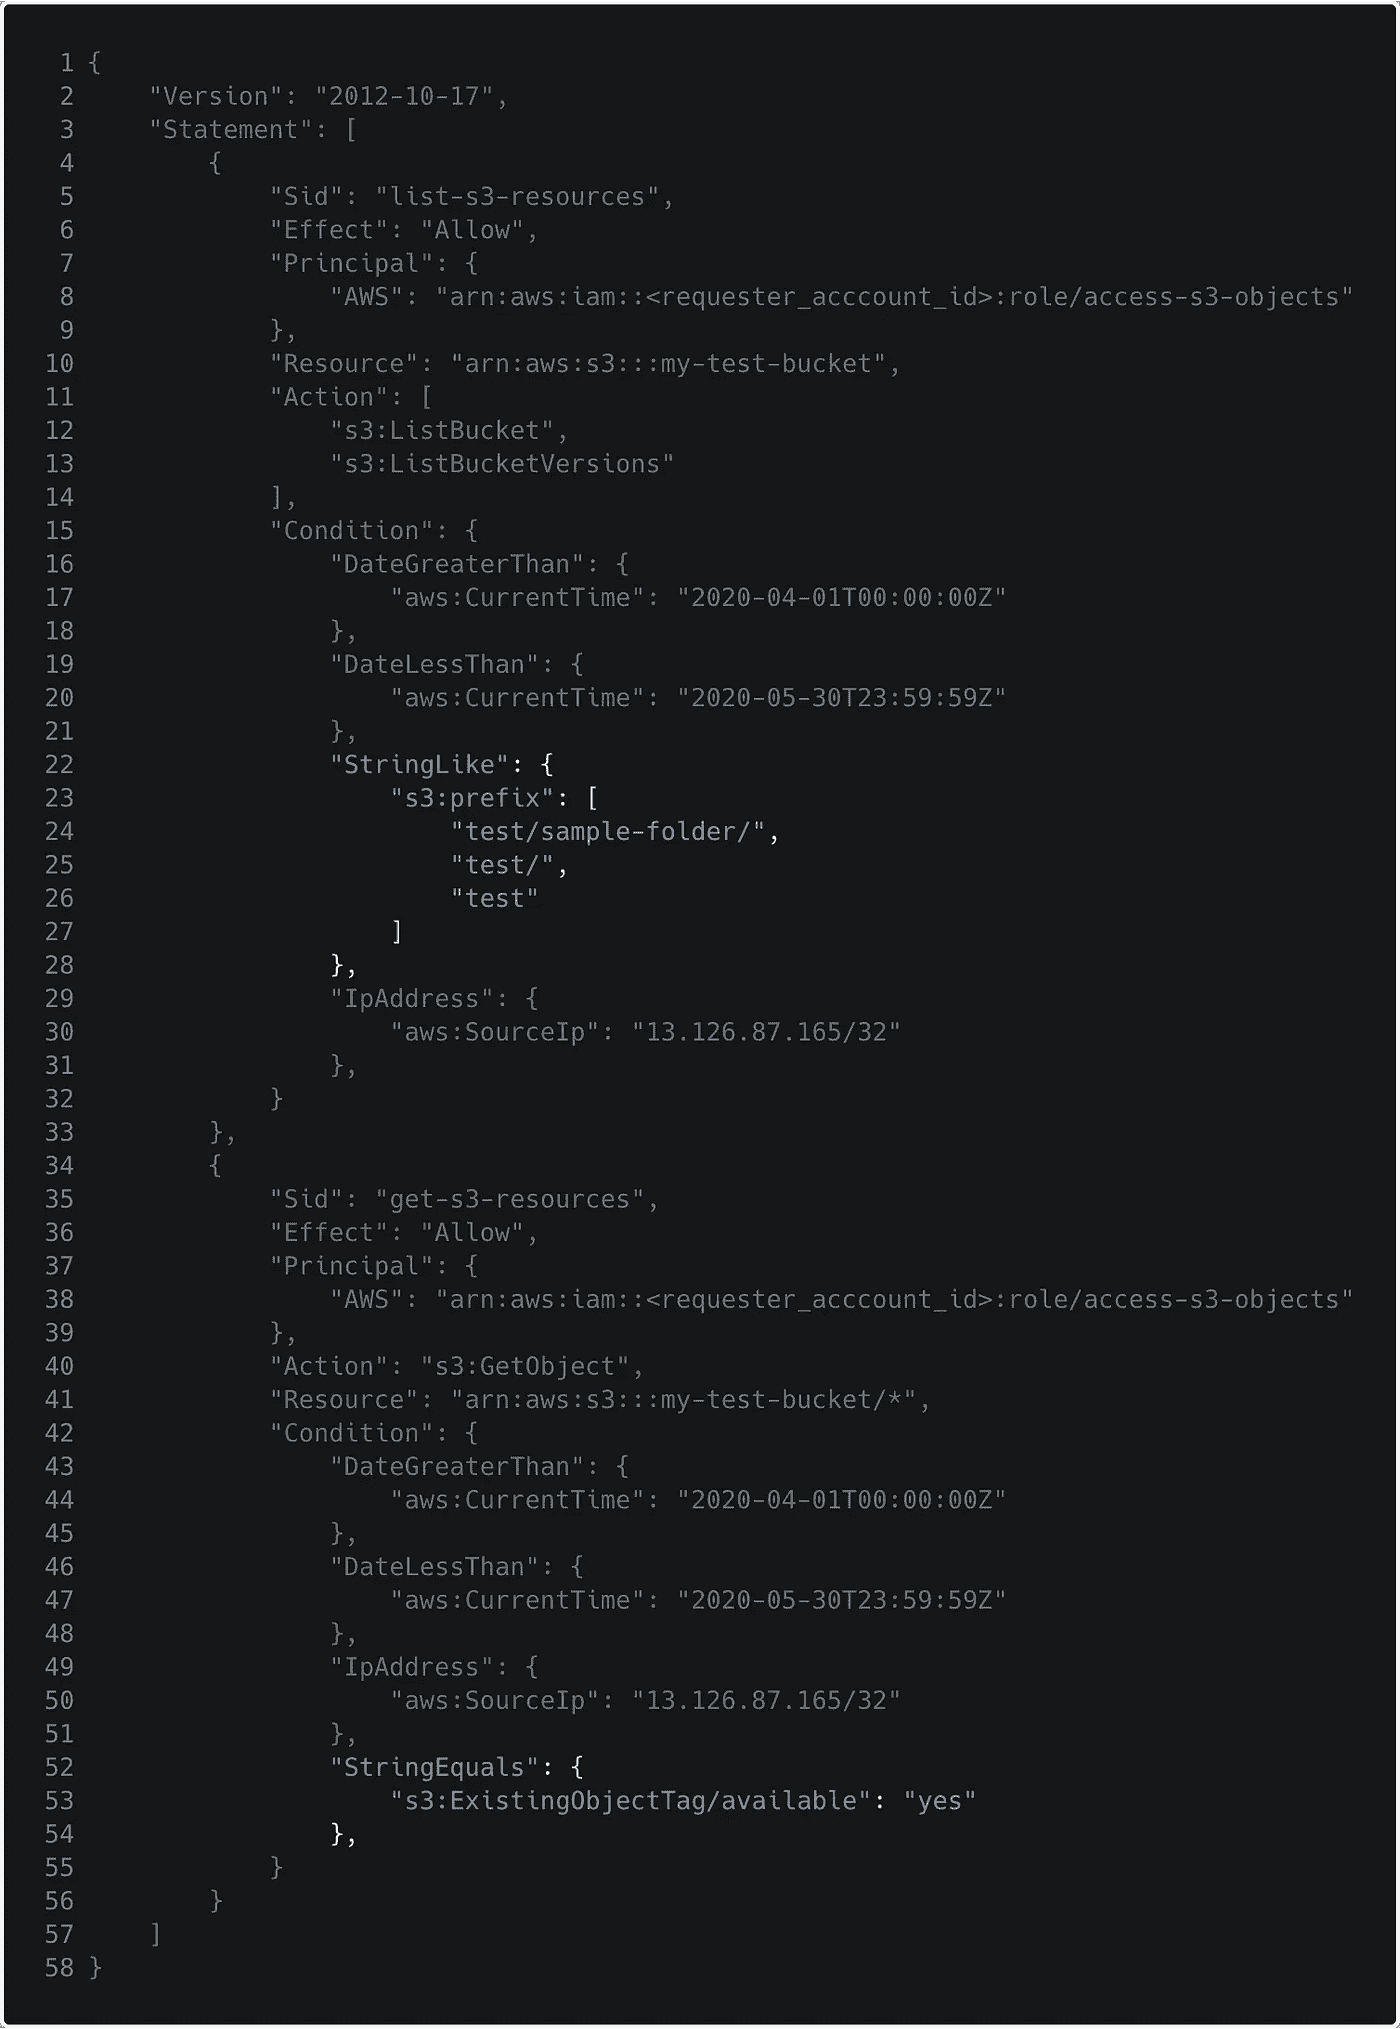 1 {
2     "Version": "2012-10-17",
3     "Statement": [
4         {
5             "Sid": "list-s3-resources",
6             "Effect": "Allow",
7             "Principal": {
8                 "AWS": "arn:aws:iam::<requester_acccount_id>:role/access-s3-objects"
9             },
10             "Resource": "arn:aws:s3:::my-test-bucket",
11             "Action": [
12                 "s3:ListBucket",
13                 "s3:ListBucketVersions"
14             ],
15             "Condition": {
16                 "DateGreaterThan": {
17                     "aws:CurrentTime": "2020-04-01T00:00:00Z"
18                 },
19                 "DateLessThan": {
20                     "aws:CurrentTime": "2020-05-30T23:59:59Z"
21                 },
22                 "StringLike": {
23                     "s3:prefix": [
24                         "test/sample-folder/",
25                         "test/",
26                         "test"
27                     ]
28                 },
29                 "IpAddress": {
30                     "aws:SourceIp": "13.126.87.165/32"
31                 },
32             }
33         },
34         {
35             "Sid": "get-s3-resources",
36             "Effect": "Allow",
37             "Principal": {
38                 "AWS": "arn:aws:iam::<requester_acccount_id>:role/access-s3-objects"
39             },
40             "Action": "s3:GetObject",
41             "Resource": "arn:aws:s3:::my-test-bucket/*",
42             "Condition": {
43                 "DateGreaterThan": {
44                     "aws:CurrentTime": "2020-04-01T00:00:00Z"
45                 },
46                 "DateLessThan": {
47                     "aws:CurrentTime": "2020-05-30T23:59:59Z"
48                 },
49                 "IpAddress": {
50                     "aws:SourceIp": "13.126.87.165/32"
51                 },
52                 "StringEquals": {
53                     "s3:ExistingObjectTag/available": "yes"
54                 },
55             }
56         }
57     ]
58 }